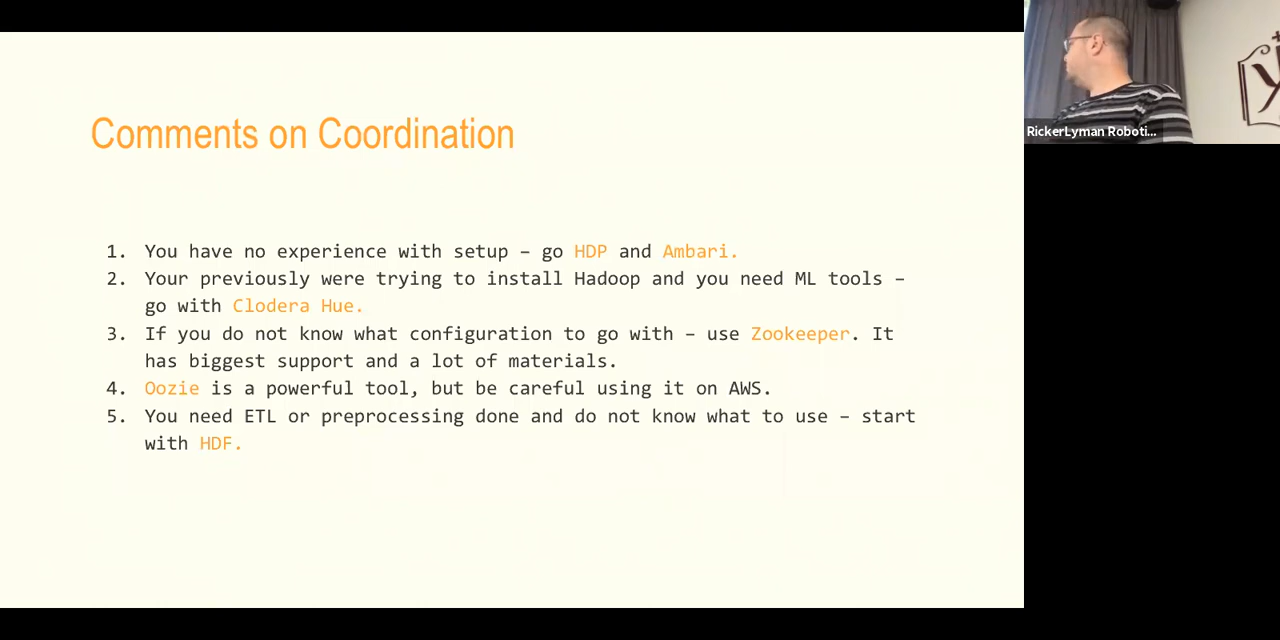 Comments on Coordination
1. You have no experience with setup – go HDP and Ambari.
2. Your previously were trying to install Hadoop and you need ML tools –
go with Clodera Hue.
3. If you do not know what configuration to go with – use Zookeeper. It
has biggest support and a lot of materials.
4. Oozie is a powerful tool, but be careful using it on AWS.
5. You need ETL or preprocessing done and do not know what to use – start
with HDF.
RickerLyman Roboti...